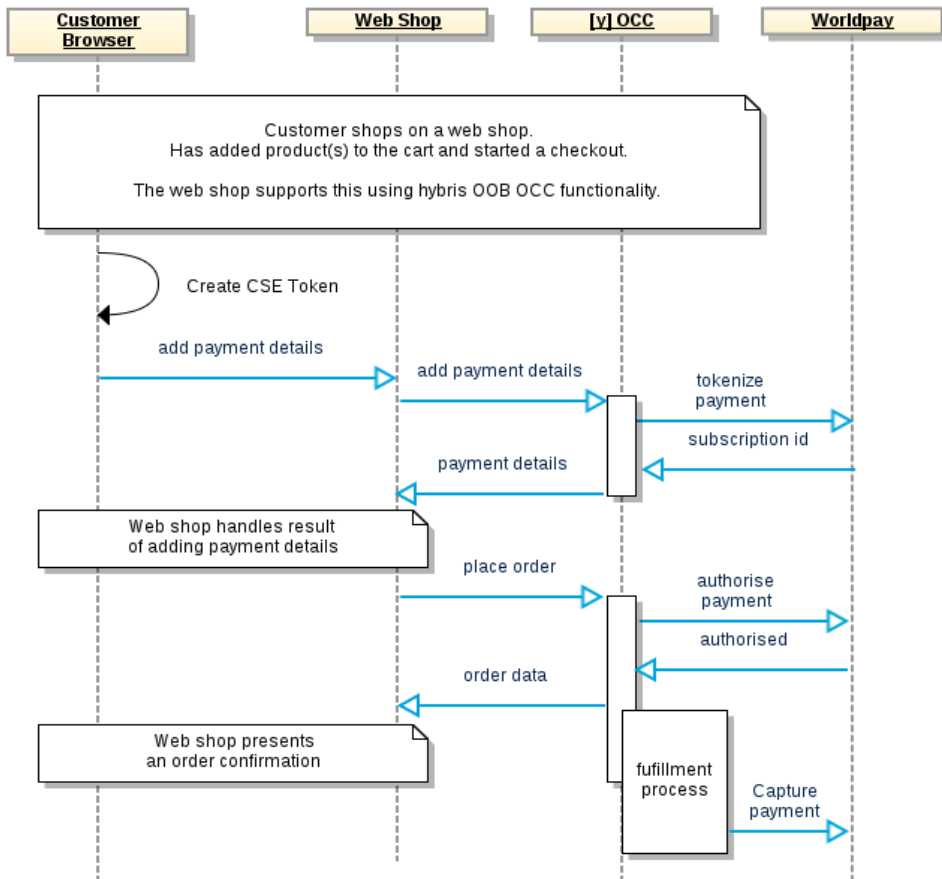 Customer
Browser
Web Shop
[y] OCC
Worldpay
Customer shops on a web shop.
Has added product(s) to the cart and started a checkout.
The web shop supports this using hybris OOB OCC functionality.
Create CSE Token
add payment details
add payment details
tokenize
payment
subscription id
payment details
Web shop handles result
of adding payment details
place order
authorise
payment
authorised
order data
Web shop presents
an order confirmation
fufillment
process
Capture
payment